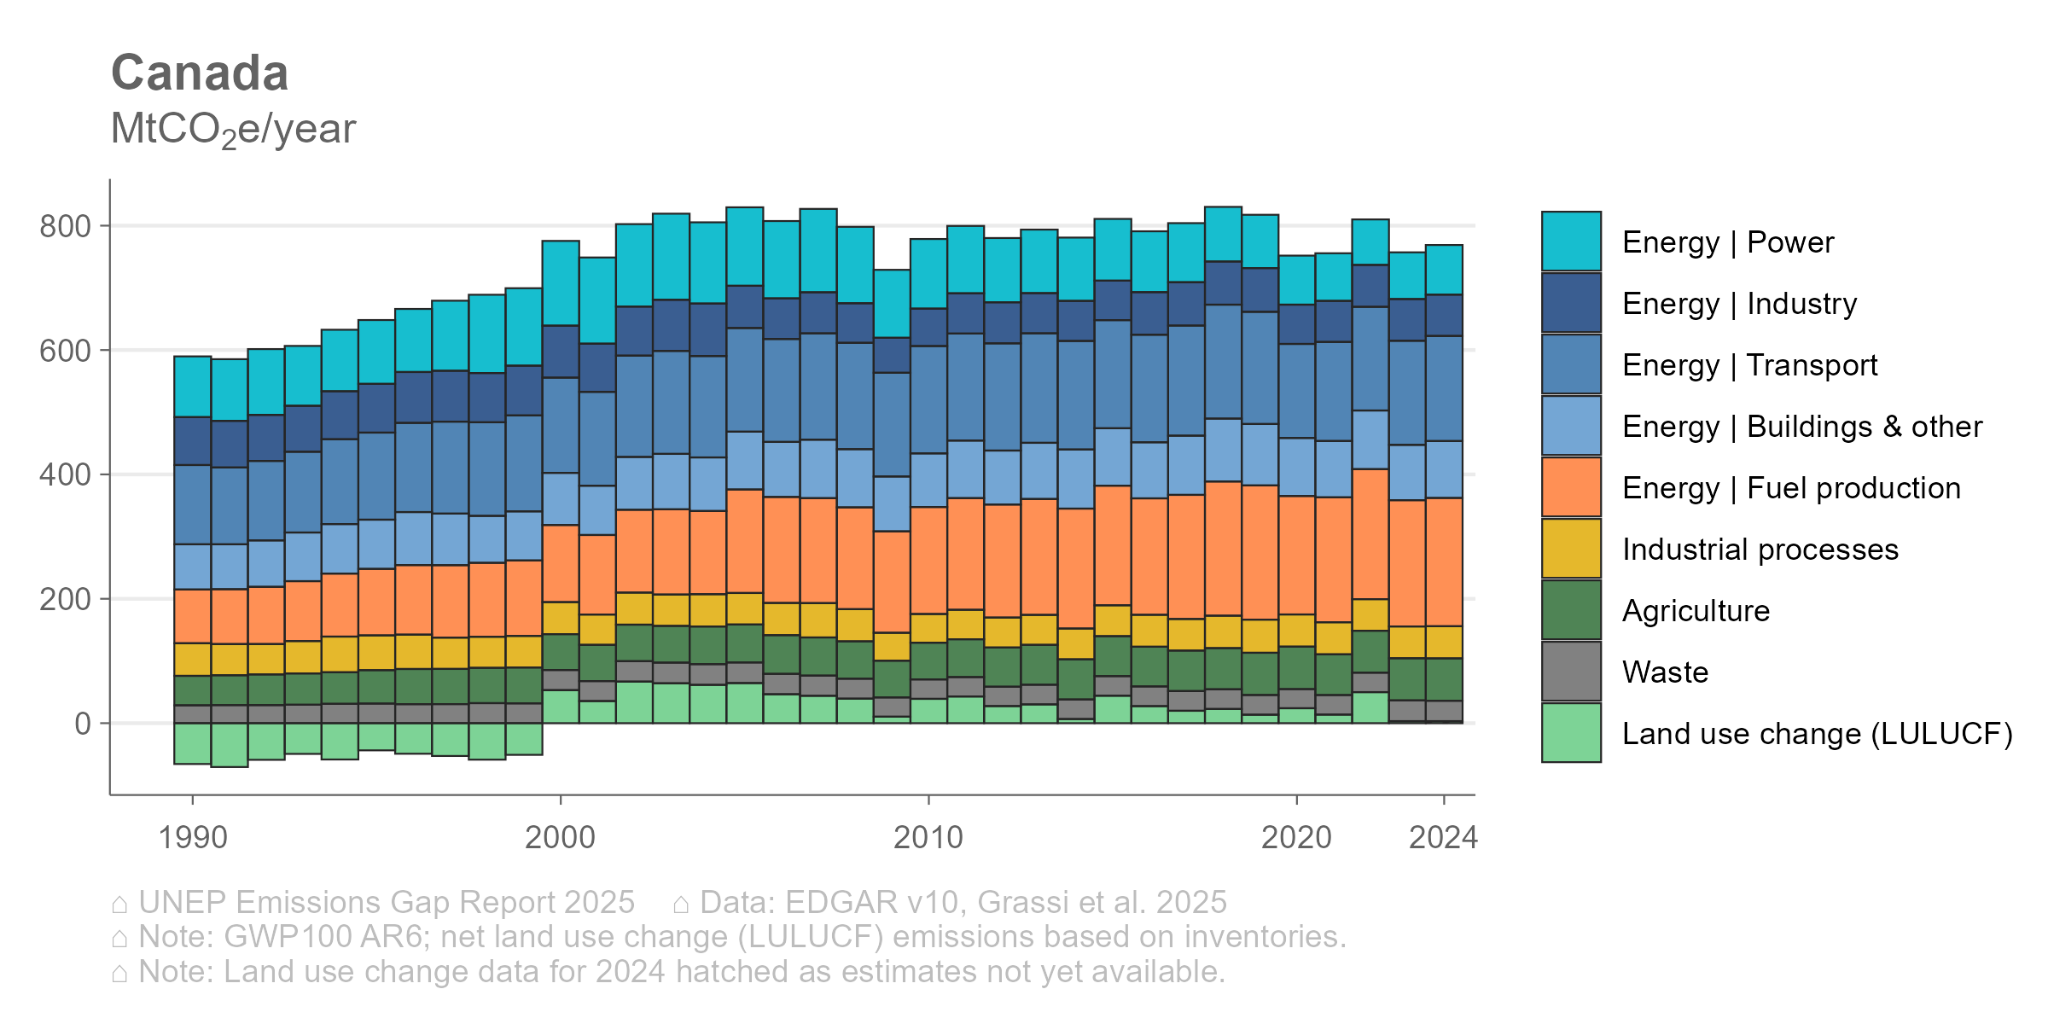 Canada
MtCO₂e/year
800
600
400
200
0
1990 2000 2010 2020 2024
Energy | Power
Energy | Industry
Energy | Transport
Energy | Buildings & other
Energy | Fuel production
Industrial processes
Agriculture
Waste
Land use change (LULUCF)
⌂ UNEP Emissions Gap Report 2025 ⌂ Data: EDGAR v10, Grassi et al. 2025
⌂ Note: GWP100 AR6; net land use change (LULUCF) emissions based on inventories.
⌂ Note: Land use change data for 2024 hatched as estimates not yet available.